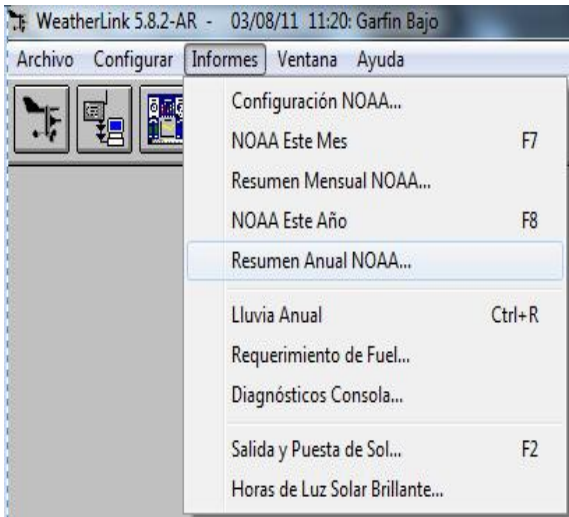 WeatherLink 5.8.2-AR - 03/08/11 11:20: Garfin Bajo
Archivo Configurar Informes Ventana Ayuda
Configuración NOAA...
NOAA Este Mes F7
Resumen Mensual NOAA...
NOAA Este Año F8
Resumen Anual NOAA...
Lluvia Anual Ctrl+R
Requerimiento de Fuel...
Diagnósticos Consola...
Salida y Puesta de Sol... F2
Horas de Luz Solar Brillante...